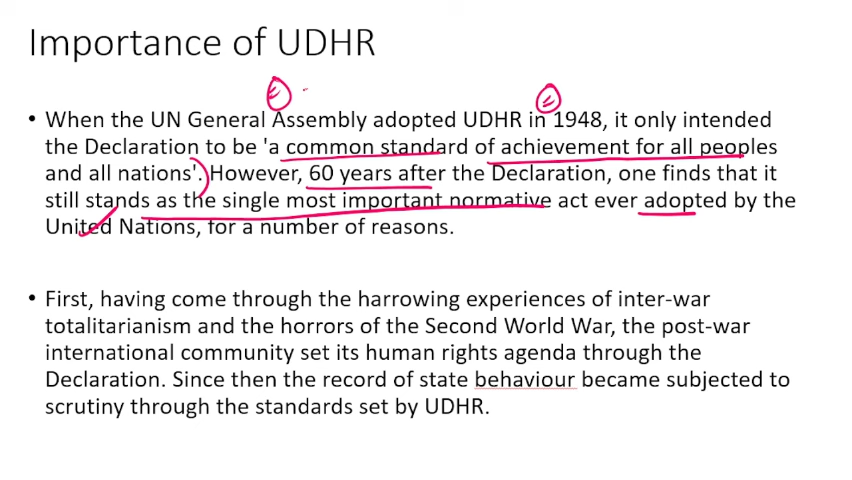 Importance of UDHR
• When the UN General Assembly adopted UDHR in 1948, it only intended
the Declaration to be 'a common standard of achievement for all peoples
and all nations'. However, 60 years after the Declaration, one finds that it
still stands as the single most important normative act ever adopted by the
United Nations, for a number of reasons.
• First, having come through the harrowing experiences of inter-war
totalitarianism and the horrors of the Second World War, the post-war
international community set its human rights agenda through the
Declaration. Since then the record of state behaviour became subjected to
scrutiny through the standards set by UDHR.